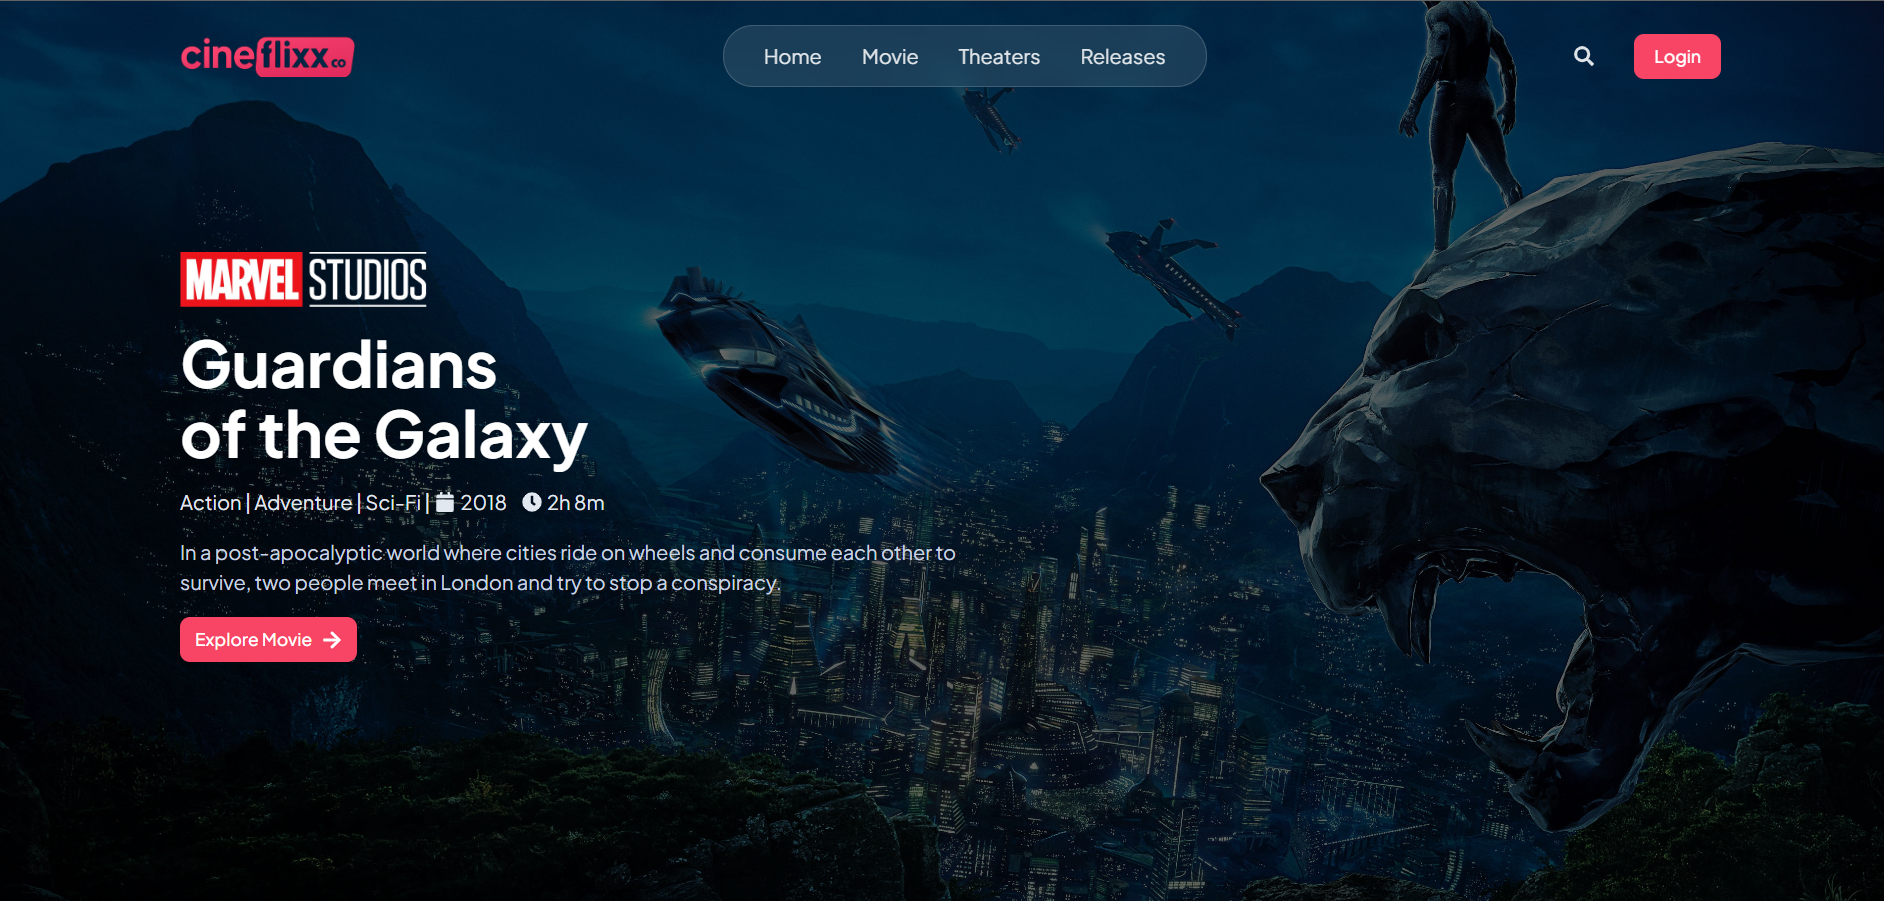 cineflixx.co
Home Movie Theaters Releases
Login
MARVEL STUDIOS
Guardians
of the Galaxy
Action | Adventure | Sci-Fi | 2018 2h 8m
In a post-apocalyptic world where cities ride on wheels and consume each other to
survive, two people meet in London and try to stop a conspiracy.
Explore Movie